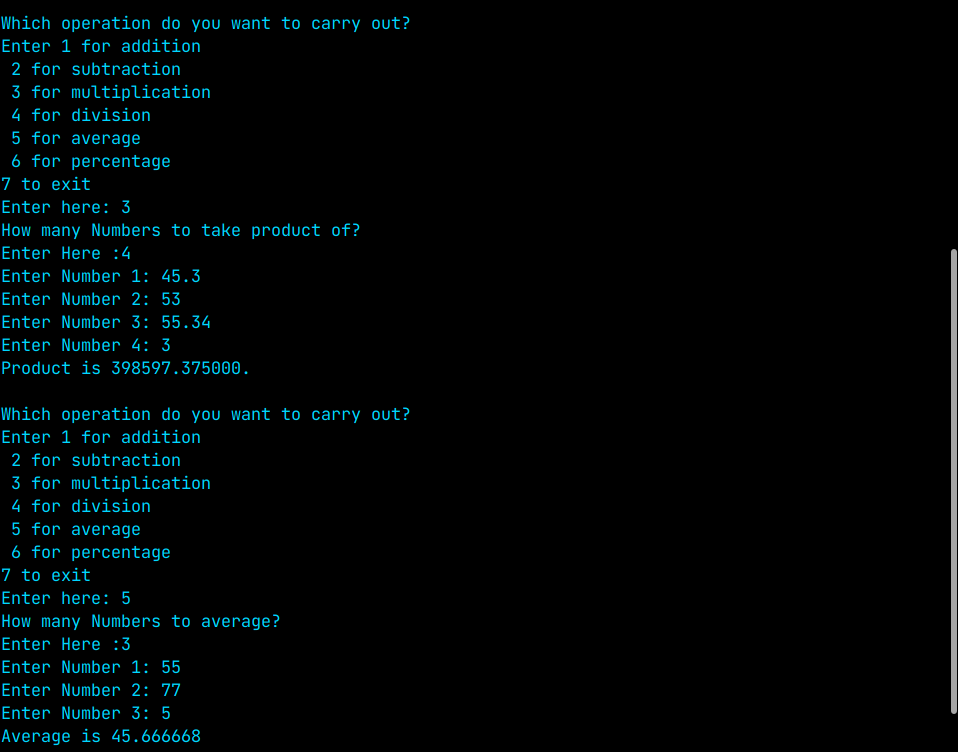 Which operation do you want to carry out?
Enter 1 for addition
 2 for subtraction
 3 for multiplication
 4 for division
 5 for average
 6 for percentage
7 to exit
Enter here: 3
How many Numbers to take product of?
Enter Here :4
Enter Number 1: 45.3
Enter Number 2: 53
Enter Number 3: 55.34
Enter Number 4: 3
Product is 398597.375000.

Which operation do you want to carry out?
Enter 1 for addition
 2 for subtraction
 3 for multiplication
 4 for division
 5 for average
 6 for percentage
7 to exit
Enter here: 5
How many Numbers to average?
Enter Here :3
Enter Number 1: 55
Enter Number 2: 77
Enter Number 3: 5
Average is 45.666668